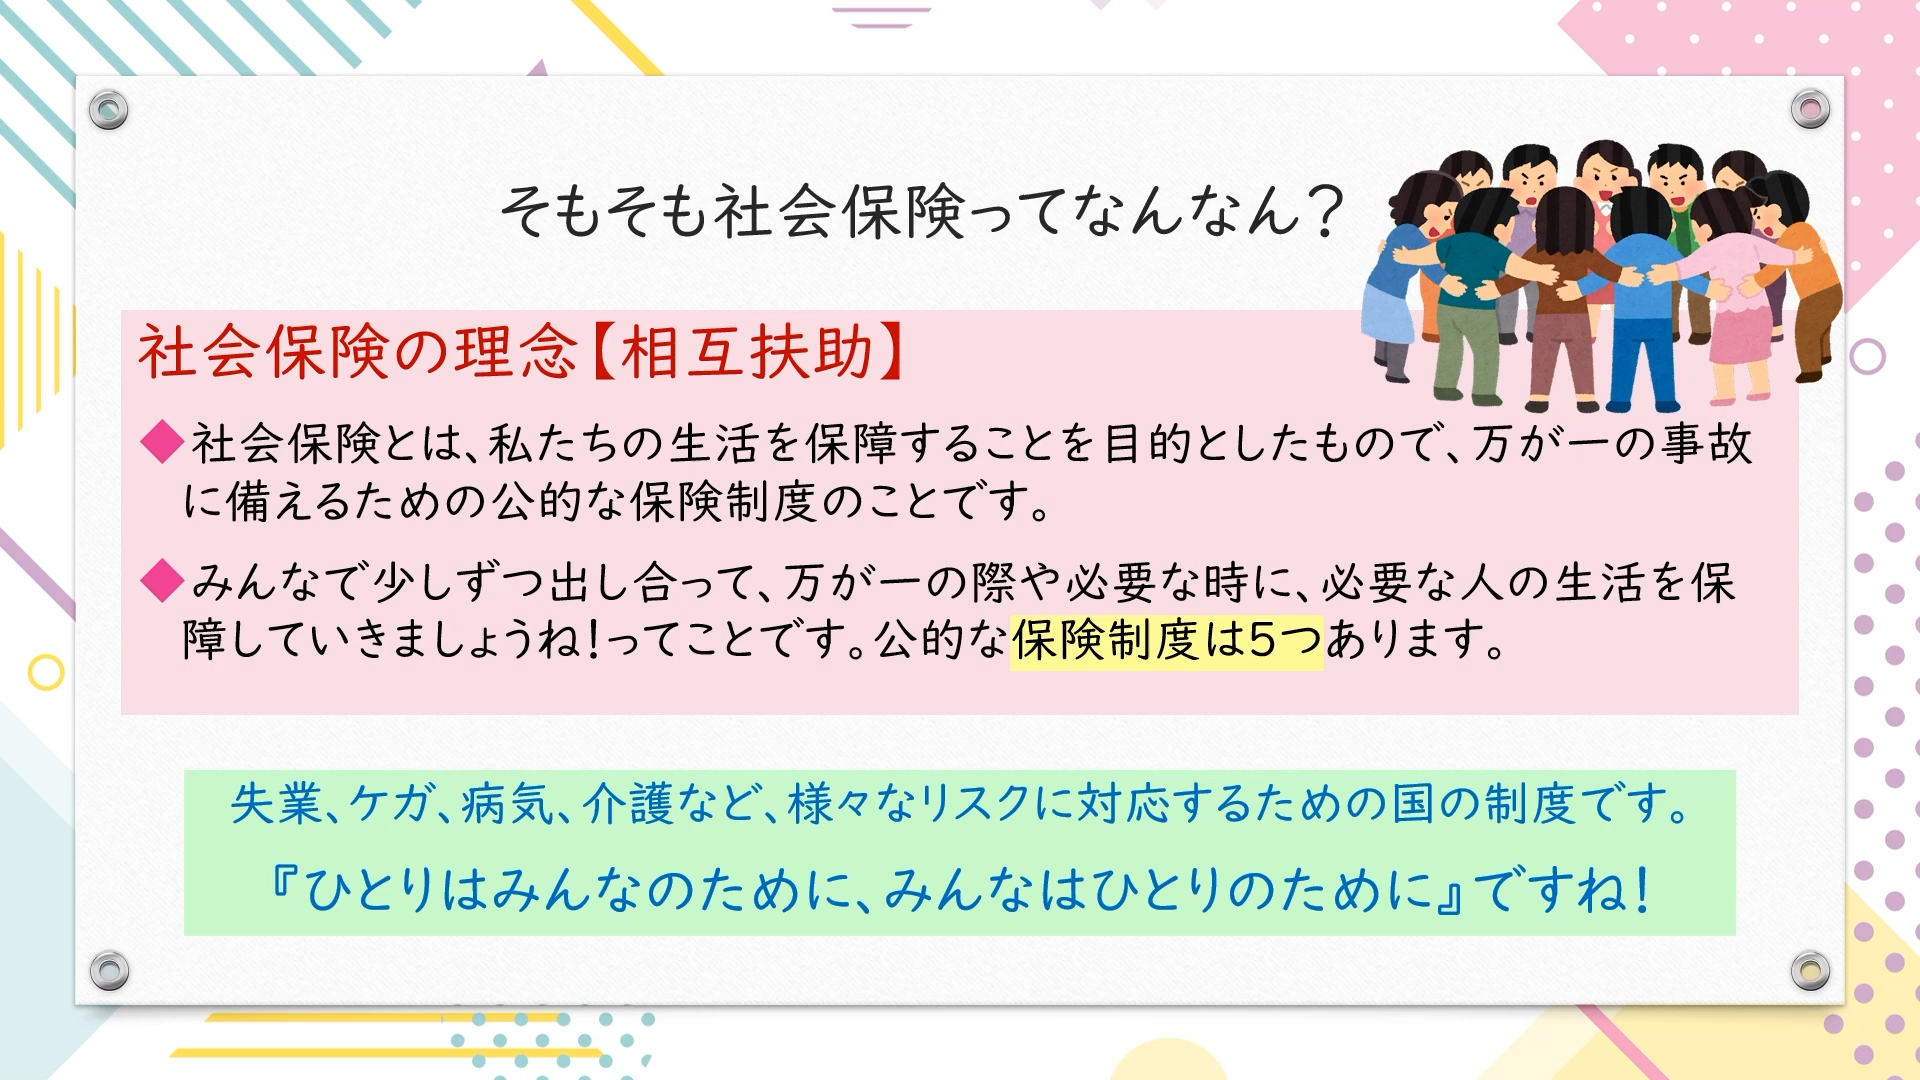 そもそも社会保険ってなんなん？
社会保険の理念【相互扶助】
◆社会保険とは、私たちの生活を保障することを目的としたもので、万が一の事故
に備えるための公的な保険制度のことです。
◆みんなで少しずつ出し合って、万が一の際や必要な時に、必要な人の生活を保
障していきましょうね！ってことです。公的な保険制度は5つあります。
失業、ケガ、病気、介護など、様々なリスクに対応するための国の制度です。
『ひとりはみんなのために、みんなはひとりのために』ですね！